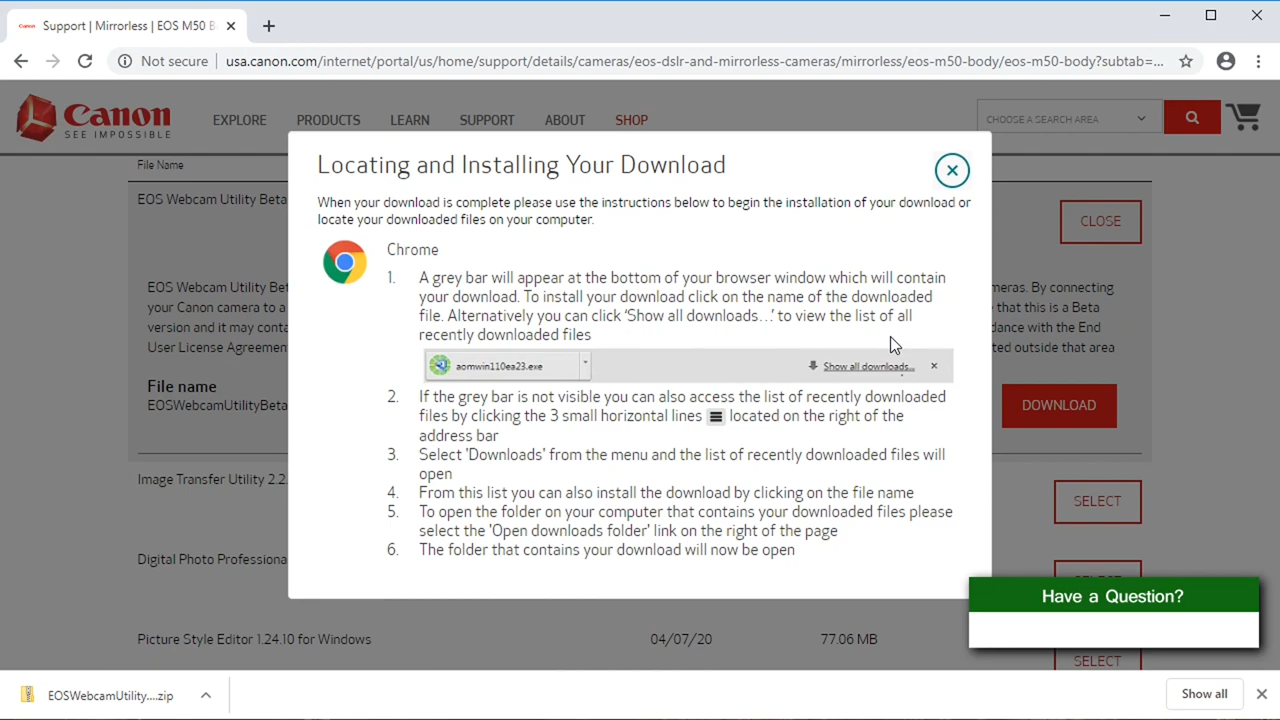 Support | Mirrorless | EOS M50 B
Not secure
usa.canon.com/internet/portal/us/home/support/details/cameras/eos-dslr-and-mirrorless-cameras/mirrorless/eos-m50-body/eos-m50-body?subtab=...
Canon
Canon
SEE IMPOSSIBLE
EXPLORE
PRODUCTS
LEARN
SUPPORT
ABOUT
SHOP
CHOOSE A SEARCH AREA
File Name
EOS Webcam Utility Beta
CLOSE
EOS Webcam Utility Bet
meras. By connecting
your Canon camera to a
that this is a Beta
version and it may conta
dance with the End
User License Agreemen
ted outside that area
File name
EOSWebcamUtilityBeta
DOWNLOAD
Locating and Installing Your Download
When your download is complete please use the instructions below to begin the installation of your download or
locate your downloaded files on your computer.
Chrome
1. A grey bar will appear at the bottom of your browser window which will contain
your download. To install your download click on the name of the downloaded
file. Alternatively you can click ‘Show all downloads…’ to view the list of all
recently downloaded files
aomwin110ea23.exe
Show all downloads...
2. If the grey bar is not visible you can also access the list of recently downloaded
files by clicking the 3 small horizontal lines located on the right of the
address bar
3. Select 'Downloads' from the menu and the list of recently downloaded files will
open
4. From this list you can also install the download by clicking on the file name
5. To open the folder on your computer that contains your downloaded files please
select the 'Open downloads folder' link on the right of the page
6. The folder that contains your download will now be open
Image Transfer Utility 2.2.
SELECT
Digital Photo Professiona
SELECT
Have a Question?
Picture Style Editor 1.24.10 for Windows
04/07/20
77.06 MB
SELECT
EOSWebcamUtility....zip
Show all